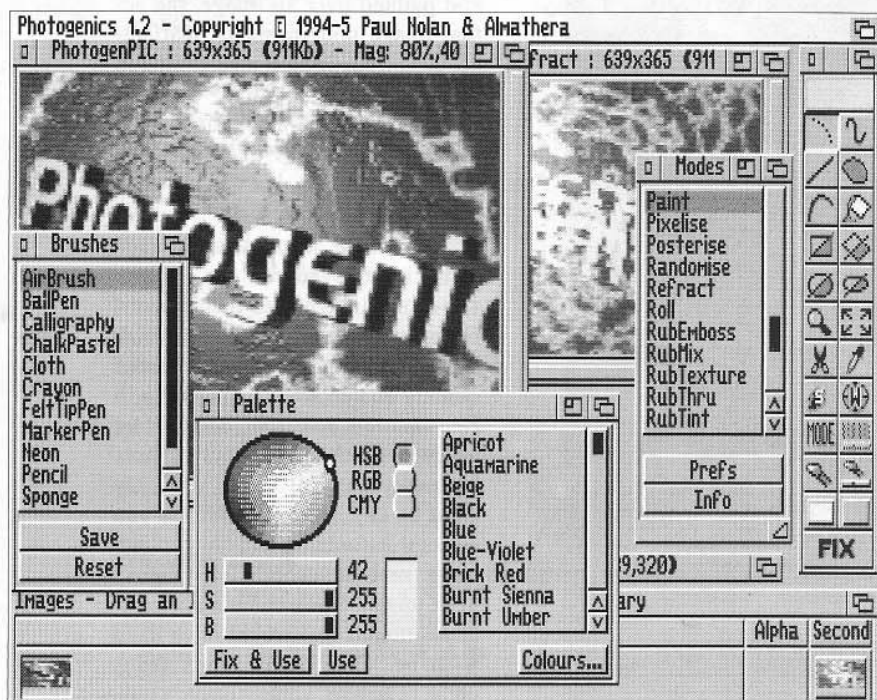 Photogenics 1.2 - Copyright 1994-5 Paul Nolan & Almathera
PhotogenPIC : 639x365 (911Kb) - Mag: 80%,40
fract : 639x365 (911
Photogenic
Modes
Paint
Pixelise
Posterise
Randomise
Refract
Roll
RubEmboss
RubMix
RubTexture
RubThru
RubTint
Prefs
Info
Brushes
AirBrush
BallPen
Calligraphy
ChalkPastel
Cloth
Crayon
FeltTipPen
MarkerPen
Neon
Pencil
Sponge
Save
Reset
Palette
HSB
RGB
CMY
H 42
S 255
B 255
Apricot
Aquamarine
Beige
Black
Blue
Blue-Violet
Brick Red
Burnt Sienna
Burnt Umber
Fix & Use
Use
Colours...
MODE
FIX
9,320)
Images - Drag an
ary
Alpha
Second